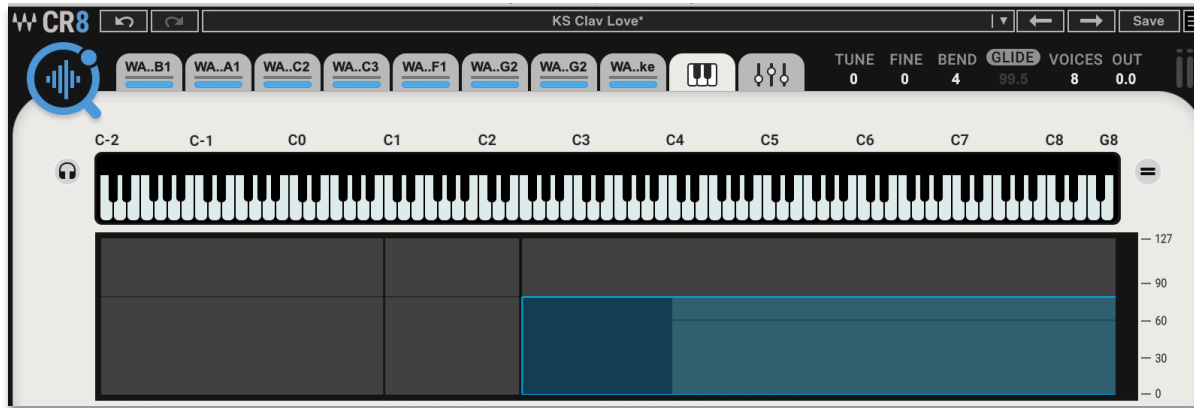 CR8 KS Clav Love* Save
WA..B1 WA..A1 WA..C2 WA..C3 WA..F1 WA..G2 WA..G2 WA..ke
TUNE FINE BEND GLIDE VOICES OUT
0 0 4 99.5 8 0.0
C-2 C-1 C0 C1 C2 C3 C4 C5 C6 C7 C8 G8
127
90
60
30
0